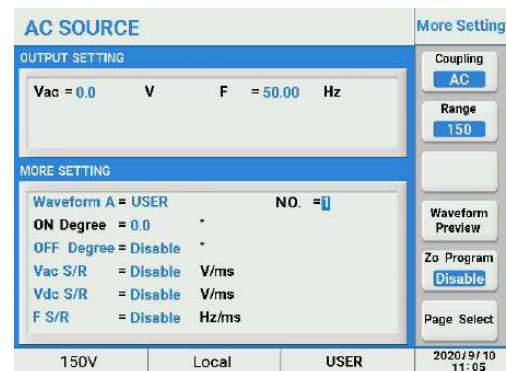 AC SOURCE
OUTPUT SETTING
Vac = 0.0 V F = 50.00 Hz
MORE SETTING
Waveform A = USER NO. =1
ON Degree = 0.0 °
OFF Degree = Disable °
Vac S/R = Disable V/ms
Vdc S/R = Disable V/ms
F S/R = Disable Hz/ms
150V Local USER
More Setting
Coupling
AC
Range
150
Waveform
Preview
Zo Program
Disable
Page Select
2020/9/10
11:05